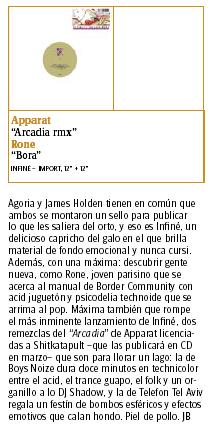 Apparat
“Arcadia rmx”
Rone
“Bora”
INFINÉ – IMPORT, 12" + 12"
Agoria y James Holden tienen en común que
ambos se montaron un sello para publicar
lo que les saliera del orto, y eso es Infiné, un
delicioso capricho del galo en el que brilla
material de fondo emocional y nunca cursi.
Además, con una máxima: descubrir gente
nueva, como Rone, joven parisino que se
acerca al manual de Border Community con
acid juguetón y psicodelia technoide que se
arrima al pop. Máxima también que rompe
el más inminente lanzamiento de Infiné, dos
remezclas del “Arcadia” de Apparat licencia-
das a Shitkatapult –que las publicará en CD
en marzo– que son para llorar un lago: la de
Boys Noize dura doce minutos en technicolor
entre el acid, el trance guapo, el folk y un or-
ganillo a lo DJ Shadow, y la de Telefon Tel Aviv
regala un festín de bombos esféricos y efectos
emotivos que calan hondo. Piel de pollo. JB